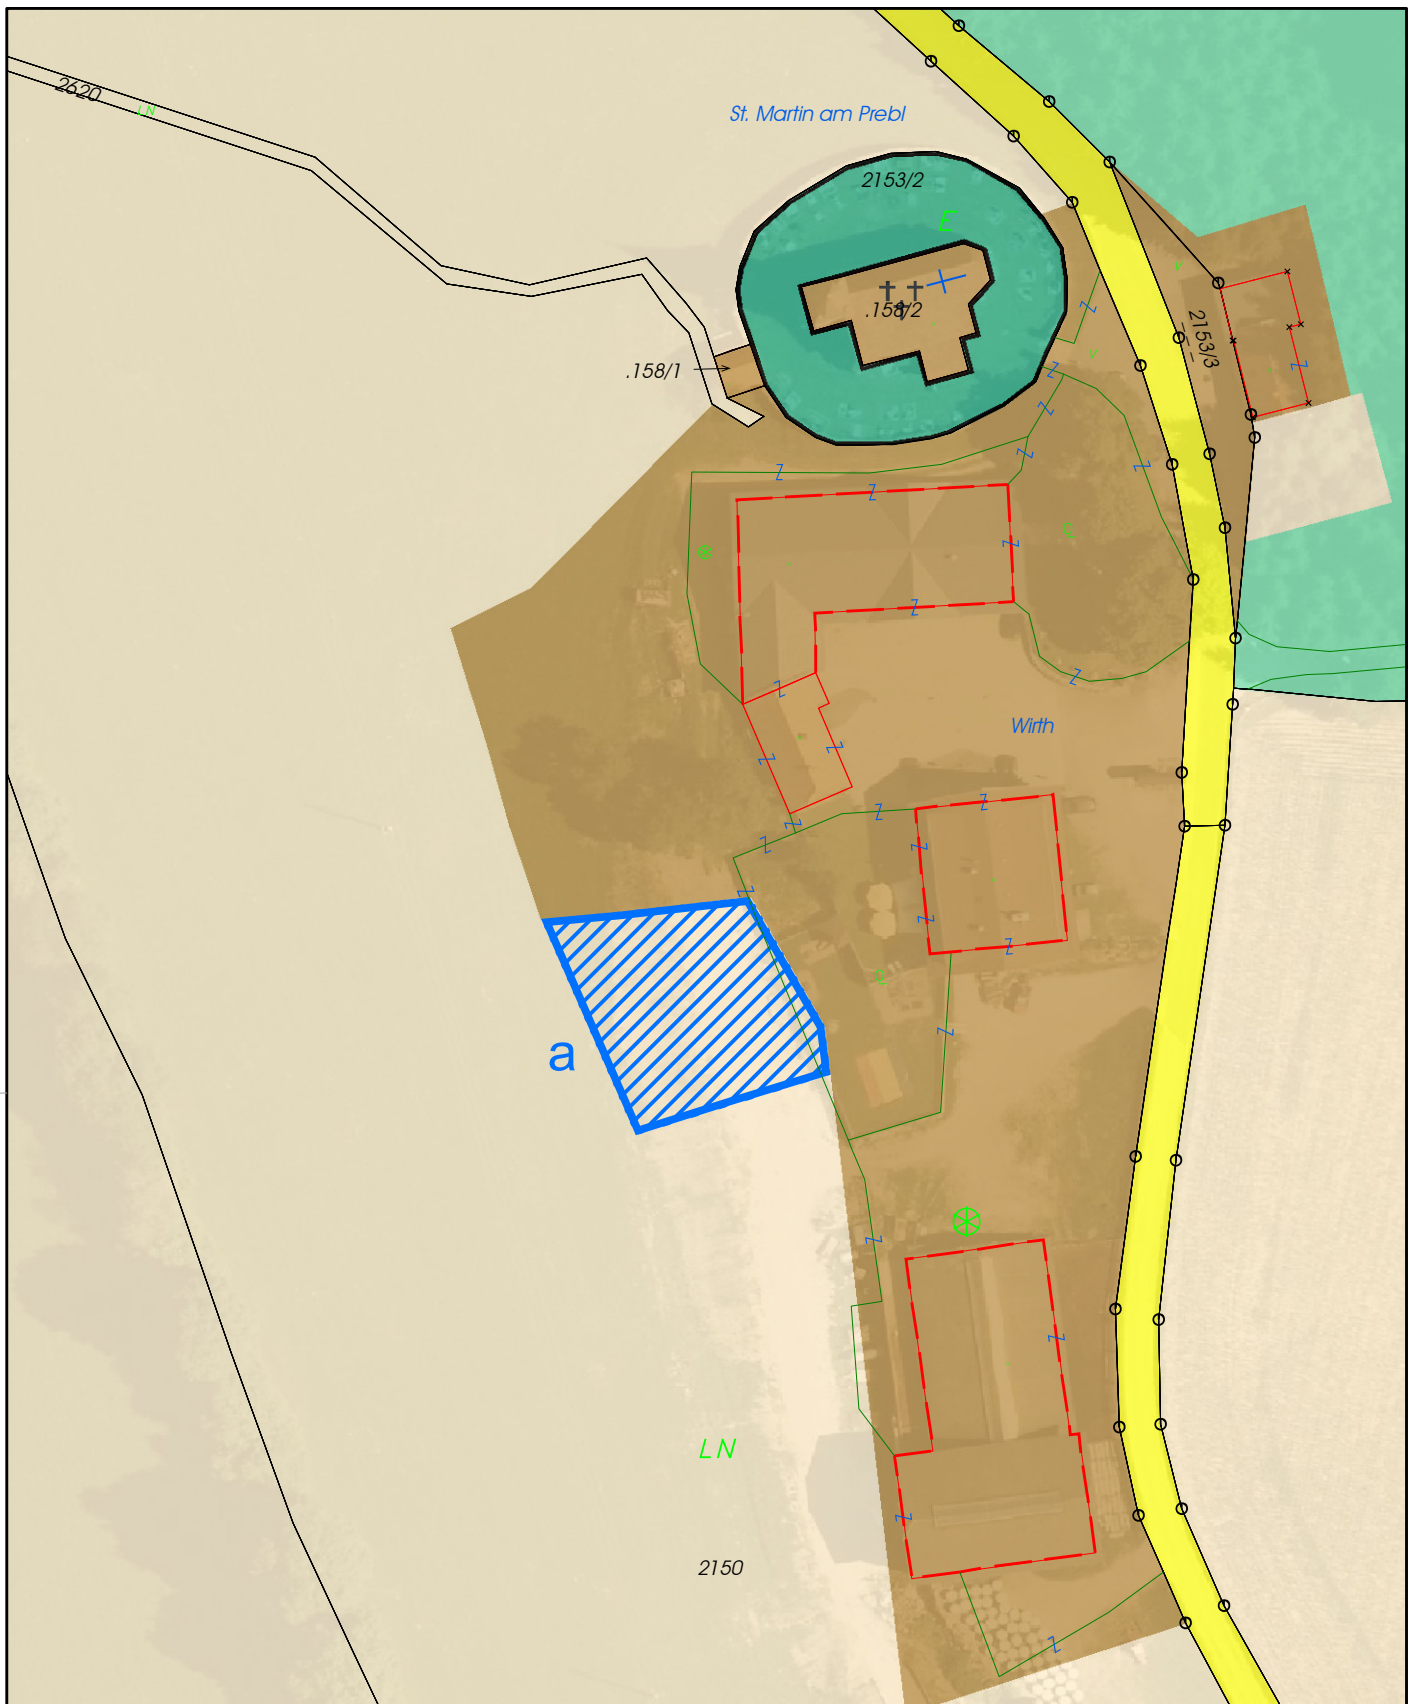 2620
LN
St. Martin am Prebl
2153/2
E
.158/2
.158/1
2153/3
Wirth
a
LN
2150